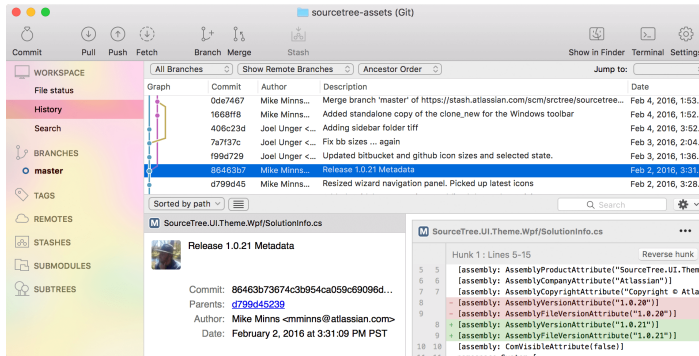 sourcetree-assets (Git)
Commit Pull Push Fetch Branch Merge Stash Show in Finder Terminal Settings
WORKSPACE
File status
History
Search
BRANCHES
master
TAGS
REMOTES
STASHES
SUBMODULES
SUBTREES
All Branches Show Remote Branches Ancestor Order Jump to:
Graph Commit Author Description Date
0de7467 Mike Minns... Merge branch 'master' of https://stash.atlassian.com/scm/srctree/sourcetree... Feb 4, 2016, 1:53.
1668ff8 Mike Minns... Added standalone copy of the clone_new for the Windows toolbar Feb 4, 2016, 1:52.
406c23d Joel Unger <... Adding sidebar folder tiff Feb 4, 2016, 3:52.
7a7f37c Joel Unger <... Fix bb sizes ... again Feb 3, 2016, 2:04.
f99d729 Joel Unger <... Updated bitbucket and github icon sizes and selected state. Feb 3, 2016, 1:36.
86463b7 Mike Minns... Release 1.0.21 Metadata Feb 2, 2016, 3:31.
d799d45 Mike Minns... Resized wizard navigation panel. Picked up latest icons Feb 2, 2016, 3:28.
Sorted by path Search
M SourceTree.UI.Theme.Wpf/SolutionInfo.cs
Release 1.0.21 Metadata
Commit: 86463b73674c3b954ca059c69096d...
Parents: d799d45239
Author: Mike Minns <mminns@atlassian.com>
Date: February 2, 2016 at 3:31:09 PM PST
M SourceTree.UI.Theme.Wpf/SolutionInfo.cs
Hunk 1 : Lines 5-15 Reverse hunk
5 5 [assembly: AssemblyProductAttribute("SourceTree.UI.Them
6 6 [assembly: AssemblyCompanyAttribute("Atlassian")]
7 7 [assembly: AssemblyCopyrightAttribute("Copyright © Atla
8 - [assembly: AssemblyVersionAttribute("1.0.20")]
9 - [assembly: AssemblyFileVersionAttribute("1.0.20")]
8 + [assembly: AssemblyVersionAttribute("1.0.21")]
9 + [assembly: AssemblyFileVersionAttribute("1.0.21")]
10 10 [assembly: ComVisibleAttribute(false)]